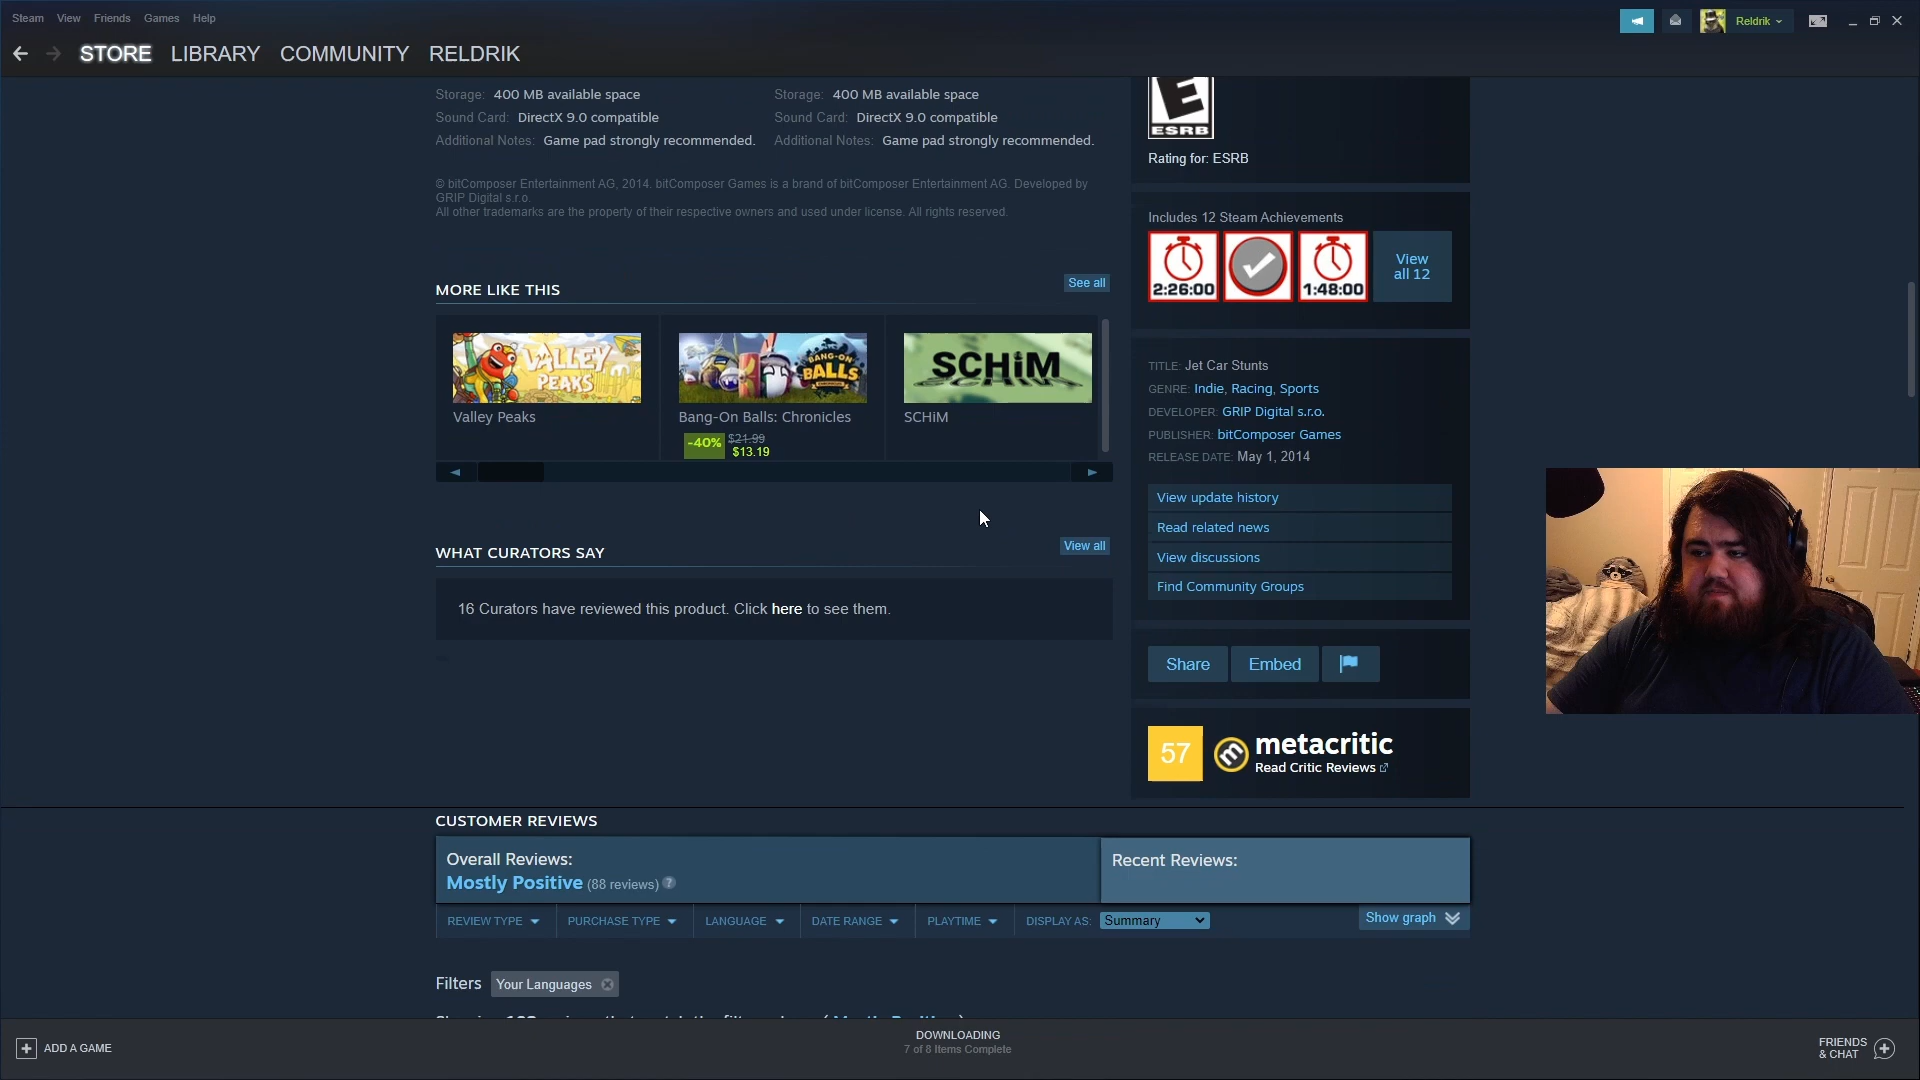 Steam View Friends Games Help
Reldrik
STORE LIBRARY COMMUNITY RELDRIK
Storage: 400 MB available space
Sound Card: DirectX 9.0 compatible
Additional Notes: Game pad strongly recommended.
Storage: 400 MB available space
Sound Card: DirectX 9.0 compatible
Additional Notes: Game pad strongly recommended.
© bitComposer Entertainment AG, 2014. bitComposer Games is a brand of bitComposer Entertainment AG. Developed by
GRIP Digital s.r.o.
All other trademarks are the property of their respective owners and used under license. All rights reserved.
MORE LIKE THIS
See all
VALLEY PEAKS
Valley Peaks
BANG-ON BALLS CHRONICLES
Bang-On Balls: Chronicles
-40% $21.99
$13.19
SCHiM
SCHiM
WHAT CURATORS SAY
View all
16 Curators have reviewed this product. Click here to see them.
E
ESRB
Rating for: ESRB
Includes 12 Steam Achievements
2:26:00
1:48:00
View
all 12
TITLE: Jet Car Stunts
GENRE: Indie, Racing, Sports
DEVELOPER: GRIP Digital s.r.o.
PUBLISHER: bitComposer Games
RELEASE DATE: May 1, 2014
View update history
Read related news
View discussions
Find Community Groups
Share Embed
57 m metacritic
Read Critic Reviews
CUSTOMER REVIEWS
Overall Reviews:
Mostly Positive (88 reviews) ?
Recent Reviews:
REVIEW TYPE PURCHASE TYPE LANGUAGE DATE RANGE PLAYTIME DISPLAY AS: Summary
Show graph
Filters Your Languages
ADD A GAME
DOWNLOADING
7 of 8 Items Complete
FRIENDS
& CHAT